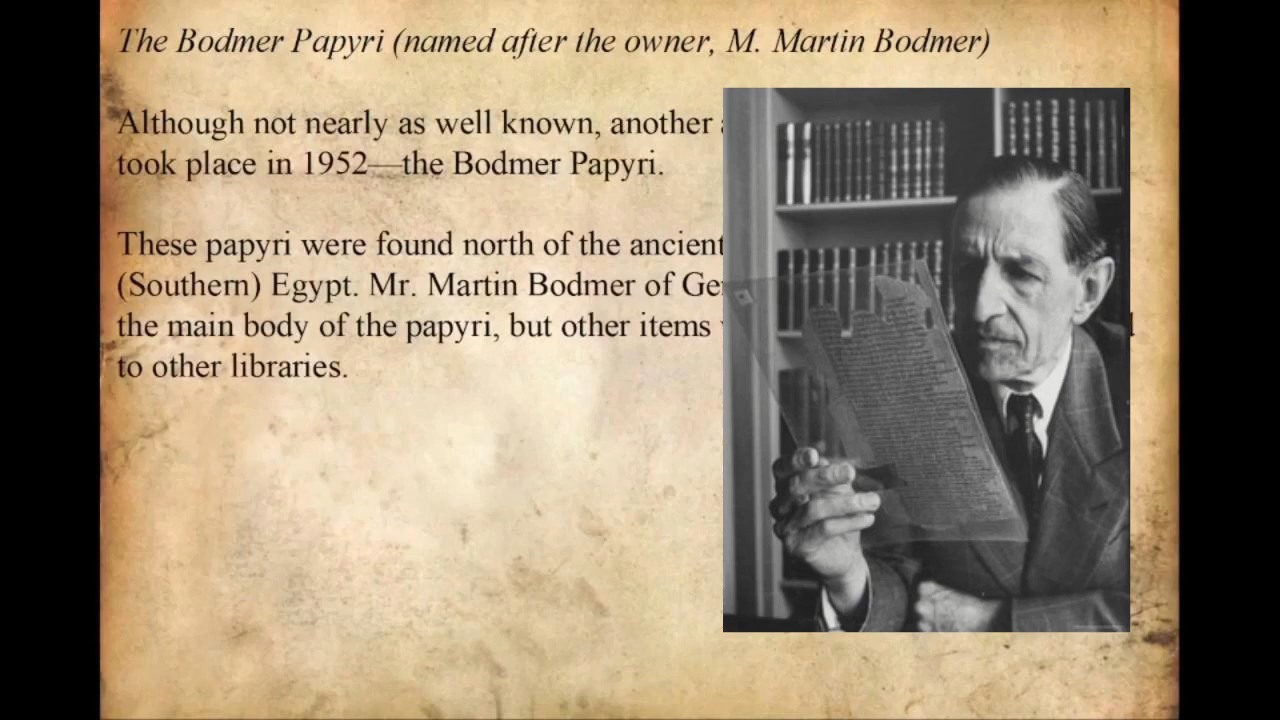 The Bodmer Papyri (named after the owner, M. Martin Bodmer)
Although not nearly as well known, another
took place in 1952—the Bodmer Papyri.
These papyri were found north of the ancient
(Southern) Egypt. Mr. Martin Bodmer of
the main body of the papyri, but other items
to other libraries.